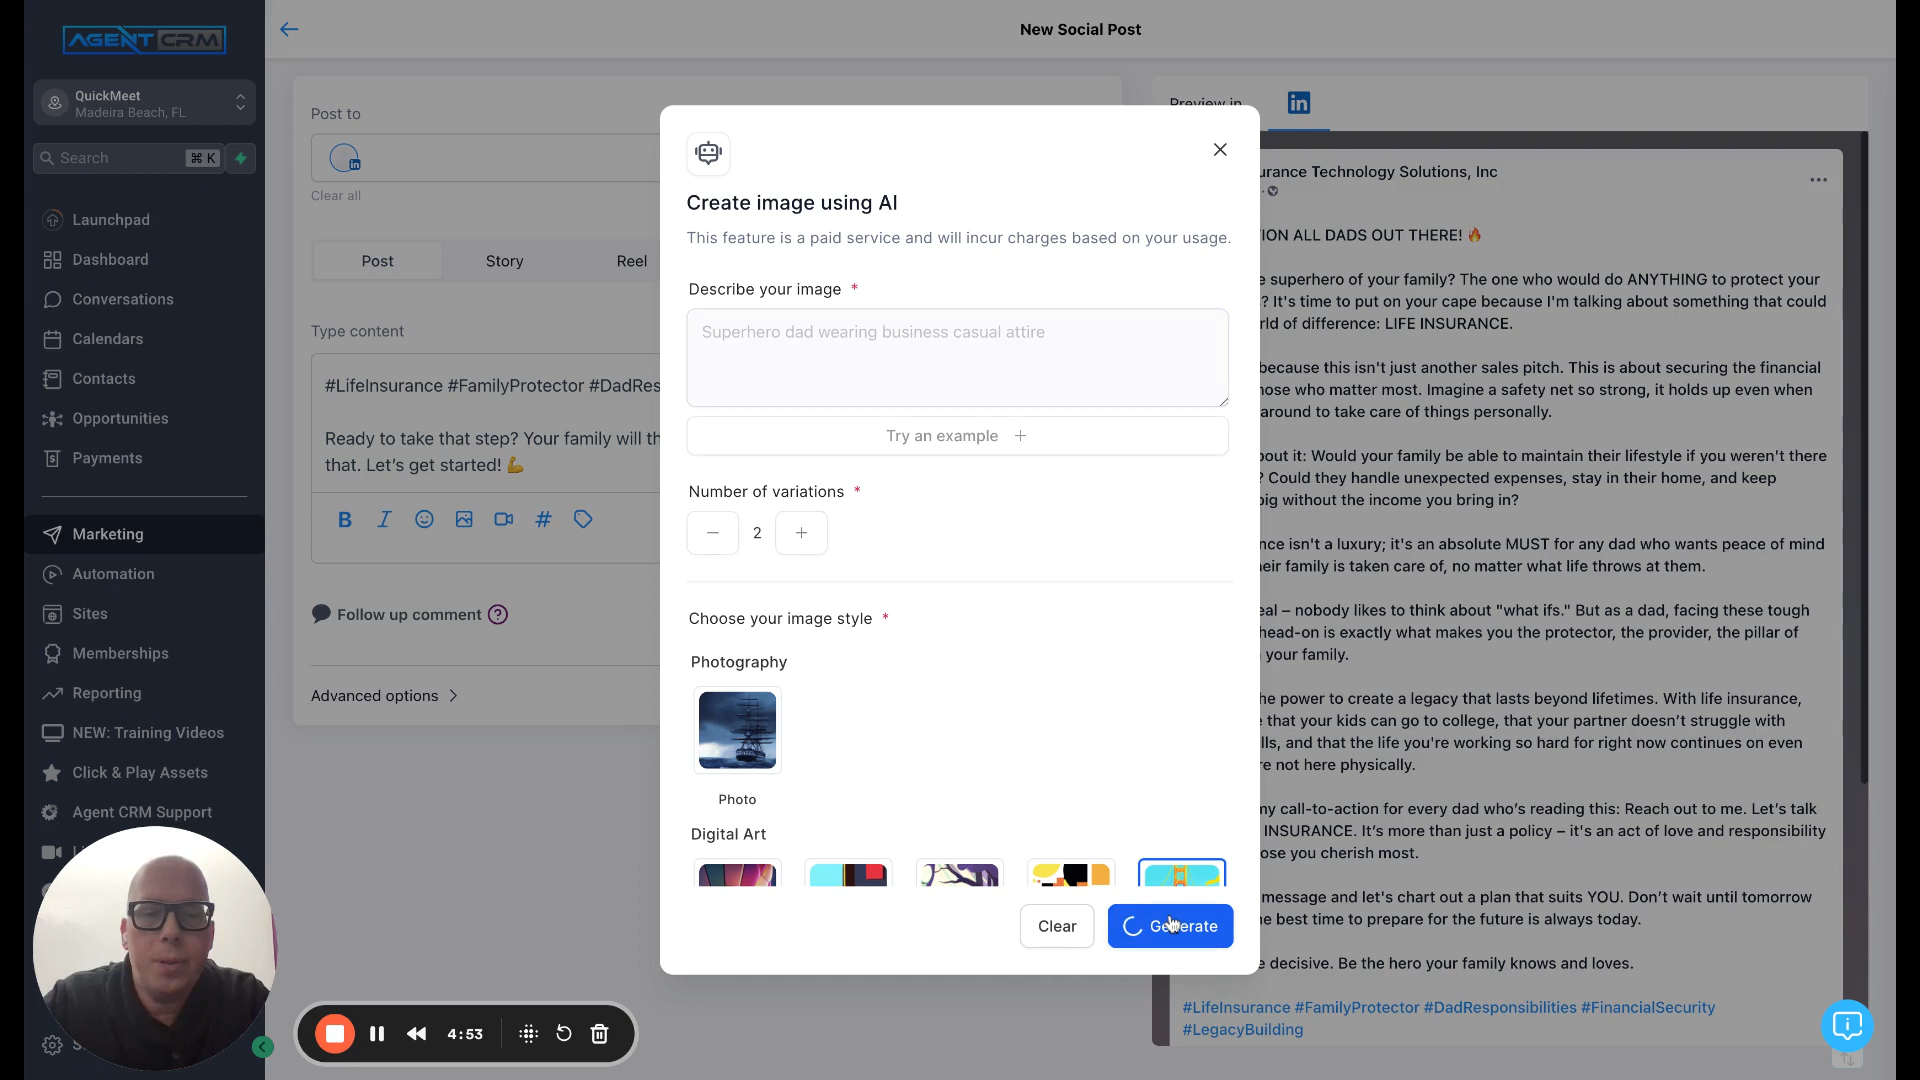 AGENT CRM
New Social Post
QuickMeet
Madeira Beach, FL
Search
⌘ K
Launchpad
Dashboard
Conversations
Calendars
Contacts
Opportunities
Payments
Marketing
Automation
Sites
Memberships
Reporting
NEW: Training Videos
Click & Play Assets
Agent CRM Support
Post to
Clear all
Post
Story
Reel
Type content
#LifeInsurance #FamilyProtector #DadRes
Ready to take that step? Your family will th
that. Let's get started! 💪
Follow up comment
Advanced options
4:53
Create image using AI
This feature is a paid service and will incur charges based on your usage.
Describe your image *
Superhero dad wearing business casual attire
Try an example +
Number of variations *
2
Choose your image style *
Photography
Photo
Digital Art
Clear
Generate
Preview in
urance Technology Solutions, Inc
ION ALL DADS OUT THERE! 🔥
e superhero of your family? The one who would do ANYTHING to protect your
? It's time to put on your cape because I'm talking about something that could
rld of difference: LIFE INSURANCE.
because this isn't just another sales pitch. This is about securing the financial
hose who matter most. Imagine a safety net so strong, it holds up even when
around to take care of things personally.
bout it: Would your family be able to maintain their lifestyle if you weren't there
? Could they handle unexpected expenses, stay in their home, and keep
big without the income you bring in?
nce isn't a luxury; it's an absolute MUST for any dad who wants peace of mind
eir family is taken care of, no matter what life throws at them.
eal – nobody likes to think about "what ifs." But as a dad, facing these tough
head-on is exactly what makes you the protector, the provider, the pillar of
your family.
he power to create a legacy that lasts beyond lifetimes. With life insurance,
e that your kids can go to college, that your partner doesn't struggle with
lls, and that the life you're working so hard for right now continues on even
re not here physically.
my call-to-action for every dad who's reading this: Reach out to me. Let's talk
INSURANCE. It's more than just a policy – it's an act of love and responsibility
ose you cherish most.
message and let's chart out a plan that suits YOU. Don't wait until tomorrow
he best time to prepare for the future is always today.
e decisive. Be the hero your family knows and loves.
#LifeInsurance #FamilyProtector #DadResponsibilities #FinancialSecurity
#LegacyBuilding